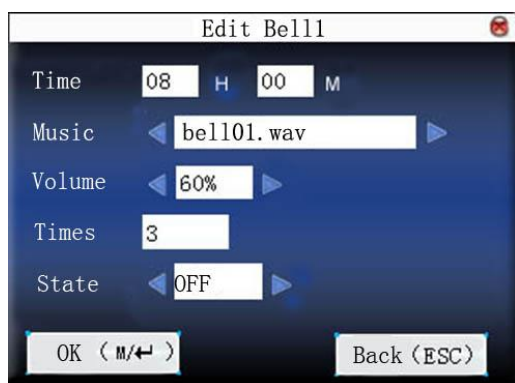 Edit Bell1
Time 08 H 00 M
Music bell01.wav
Volume 60%
Times 3
State OFF
OK (M/↵) Back(ESC)